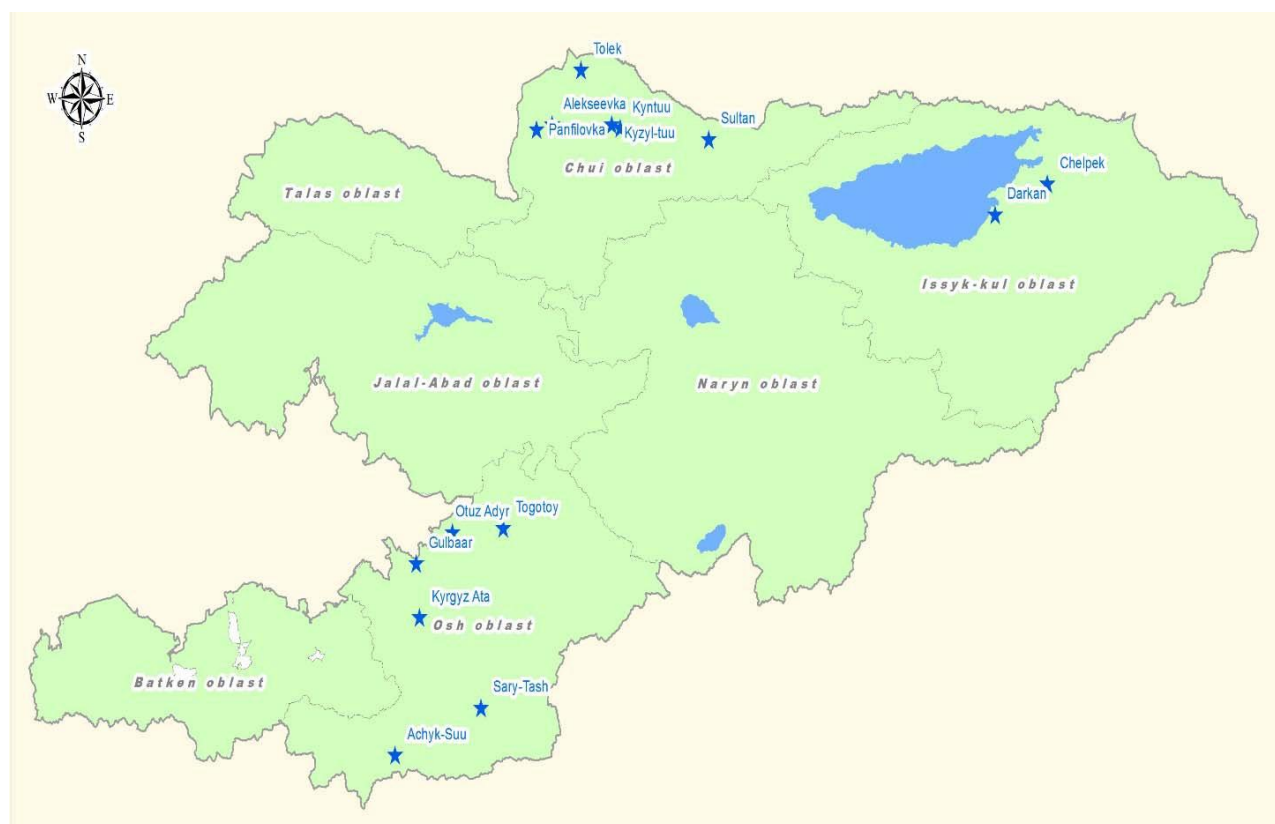 Tolek
N
W
E
S
Alekseevka
Kyntuu
Panfilovka
Kyzyl-tuu
Sultan
Chui oblast
Chelpek
Talas oblast
Darkan
Issyk-kul oblast
Jalal-Abad oblast
Naryn oblast
Otuz Adyr
Togotoy
Gulbaar
Kyrgyz Ata
Osh oblast
Batken oblast
Sary-Tash
Achyk-Suu